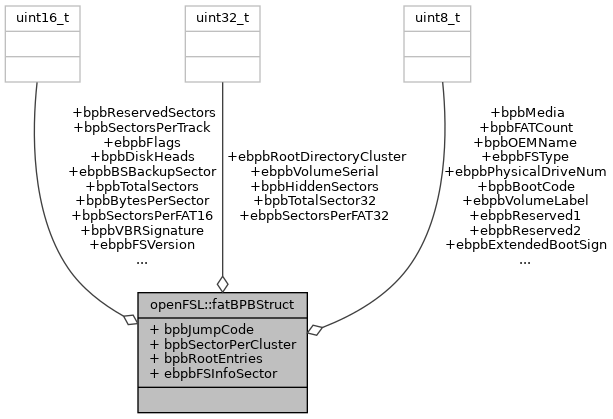 uint16_t
uint32_t
uint8_t
+bpbReservedSectors
+bpbSectorsPerTrack
+ebpbFlags
+bpbDiskHeads
+ebpbBSBackupSector
+bpbTotalSectors
+bpbBytesPerSector
+bpbSectorsPerFAT16
+bpbVBRSignature
+ebpbFSVersion
...
+ebpbRootDirectoryCluster
+ebpbVolumeSerial
+bpbHiddenSectors
+bpbTotalSector32
+ebpbSectorsPerFAT32
+bpbMedia
+bpbFATCount
+bpbOEMName
+ebpbFSType
+ebpbPhysicalDriveNum
+bpbBootCode
+ebpbVolumeLabel
+ebpbReserved1
+ebpbReserved2
+ebpbExtendedBootSign
...
openFSL::fatBPBStruct
+ bpbJumpCode
+ bpbSectorPerCluster
+ bpbRootEntries
+ ebpbFSInfoSector